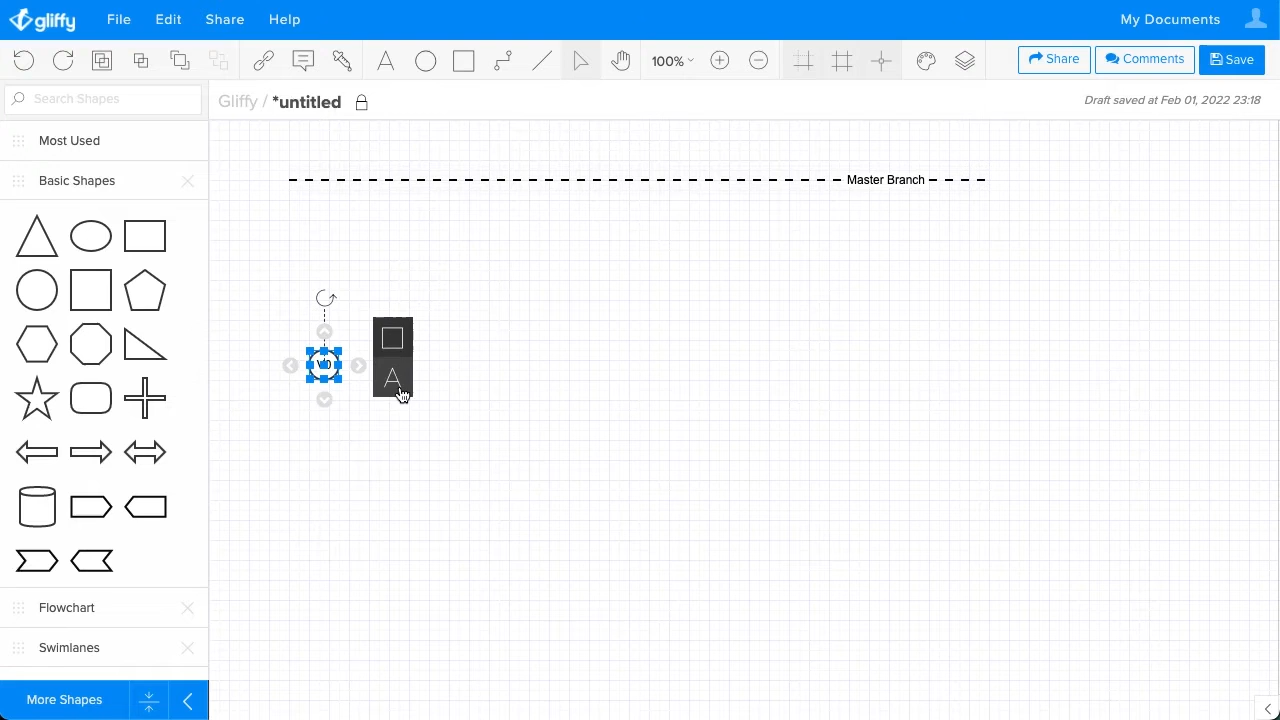 gliffy
File Edit Share Help
My Documents
100%
Share
Comments
Save
Search Shapes
Gliffy / *untitled
Draft saved at Feb 01, 2022 23:18
Most Used
Basic Shapes
Master Branch
A
Flowchart
Swimlanes
More Shapes